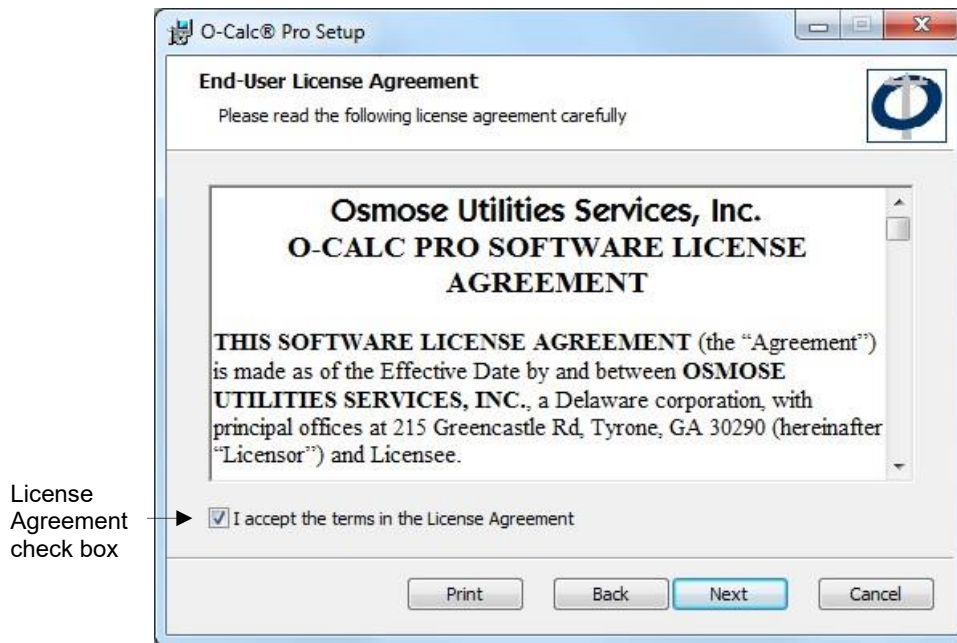 O-Calc® Pro Setup
End-User License Agreement
Please read the following license agreement carefully
Osmose Utilities Services, Inc.
O-CALC PRO SOFTWARE LICENSE
AGREEMENT
THIS SOFTWARE LICENSE AGREEMENT (the “Agreement”)
is made as of the Effective Date by and between OSMOSE
UTILITIES SERVICES, INC., a Delaware corporation, with
principal offices at 215 Greencastle Rd, Tyrone, GA 30290 (hereinafter
“Licensor”) and Licensee.
License
Agreement
check box
I accept the terms in the License Agreement
Print Back Next Cancel